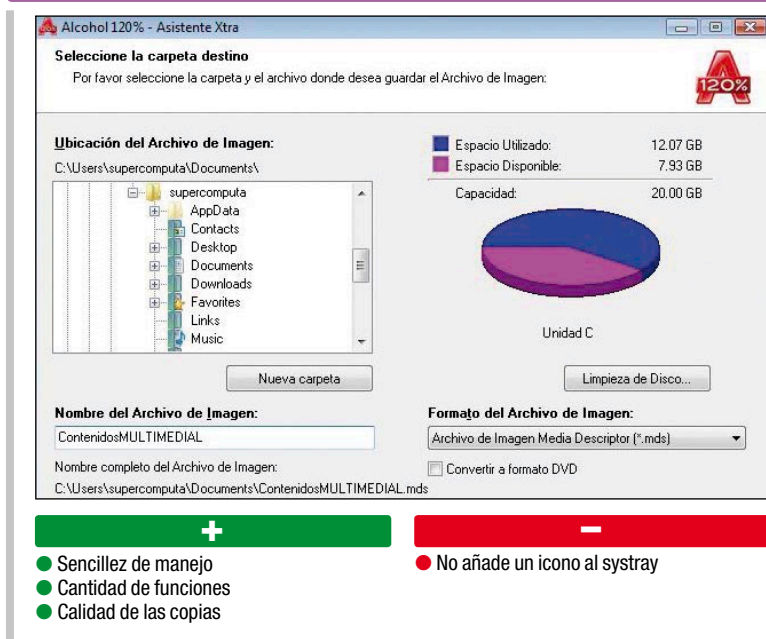 Alcohol 120% - Asistente Xtra
Seleccione la carpeta destino
Por favor seleccione la carpeta y el archivo donde desea guardar el Archivo de Imagen:
120%
Ubicación del Archivo de Imagen:
C:\Users\supercomputa\Documents\
supercomputa
AppData
Contacts
Desktop
Documents
Downloads
Favorites
Links
Music
Nueva carpeta
Espacio Utilizado: 12.07 GB
Espacio Disponible: 7.93 GB
Capacidad: 20.00 GB
Unidad C
Limpieza de Disco...
Nombre del Archivo de Imagen:
ContenidosMULTIMEDIAL
Nombre completo del Archivo de Imagen:
C:\Users\supercomputa\Documents\ContenidosMULTIMEDIAL.mds
Formato del Archivo de Imagen:
Archivo de Imagen Media Descriptor (*.mds)
Convertir a formato DVD
+
● Sencillez de manejo
● Cantidad de funciones
● Calidad de las copias
–
● No añade un icono al systray